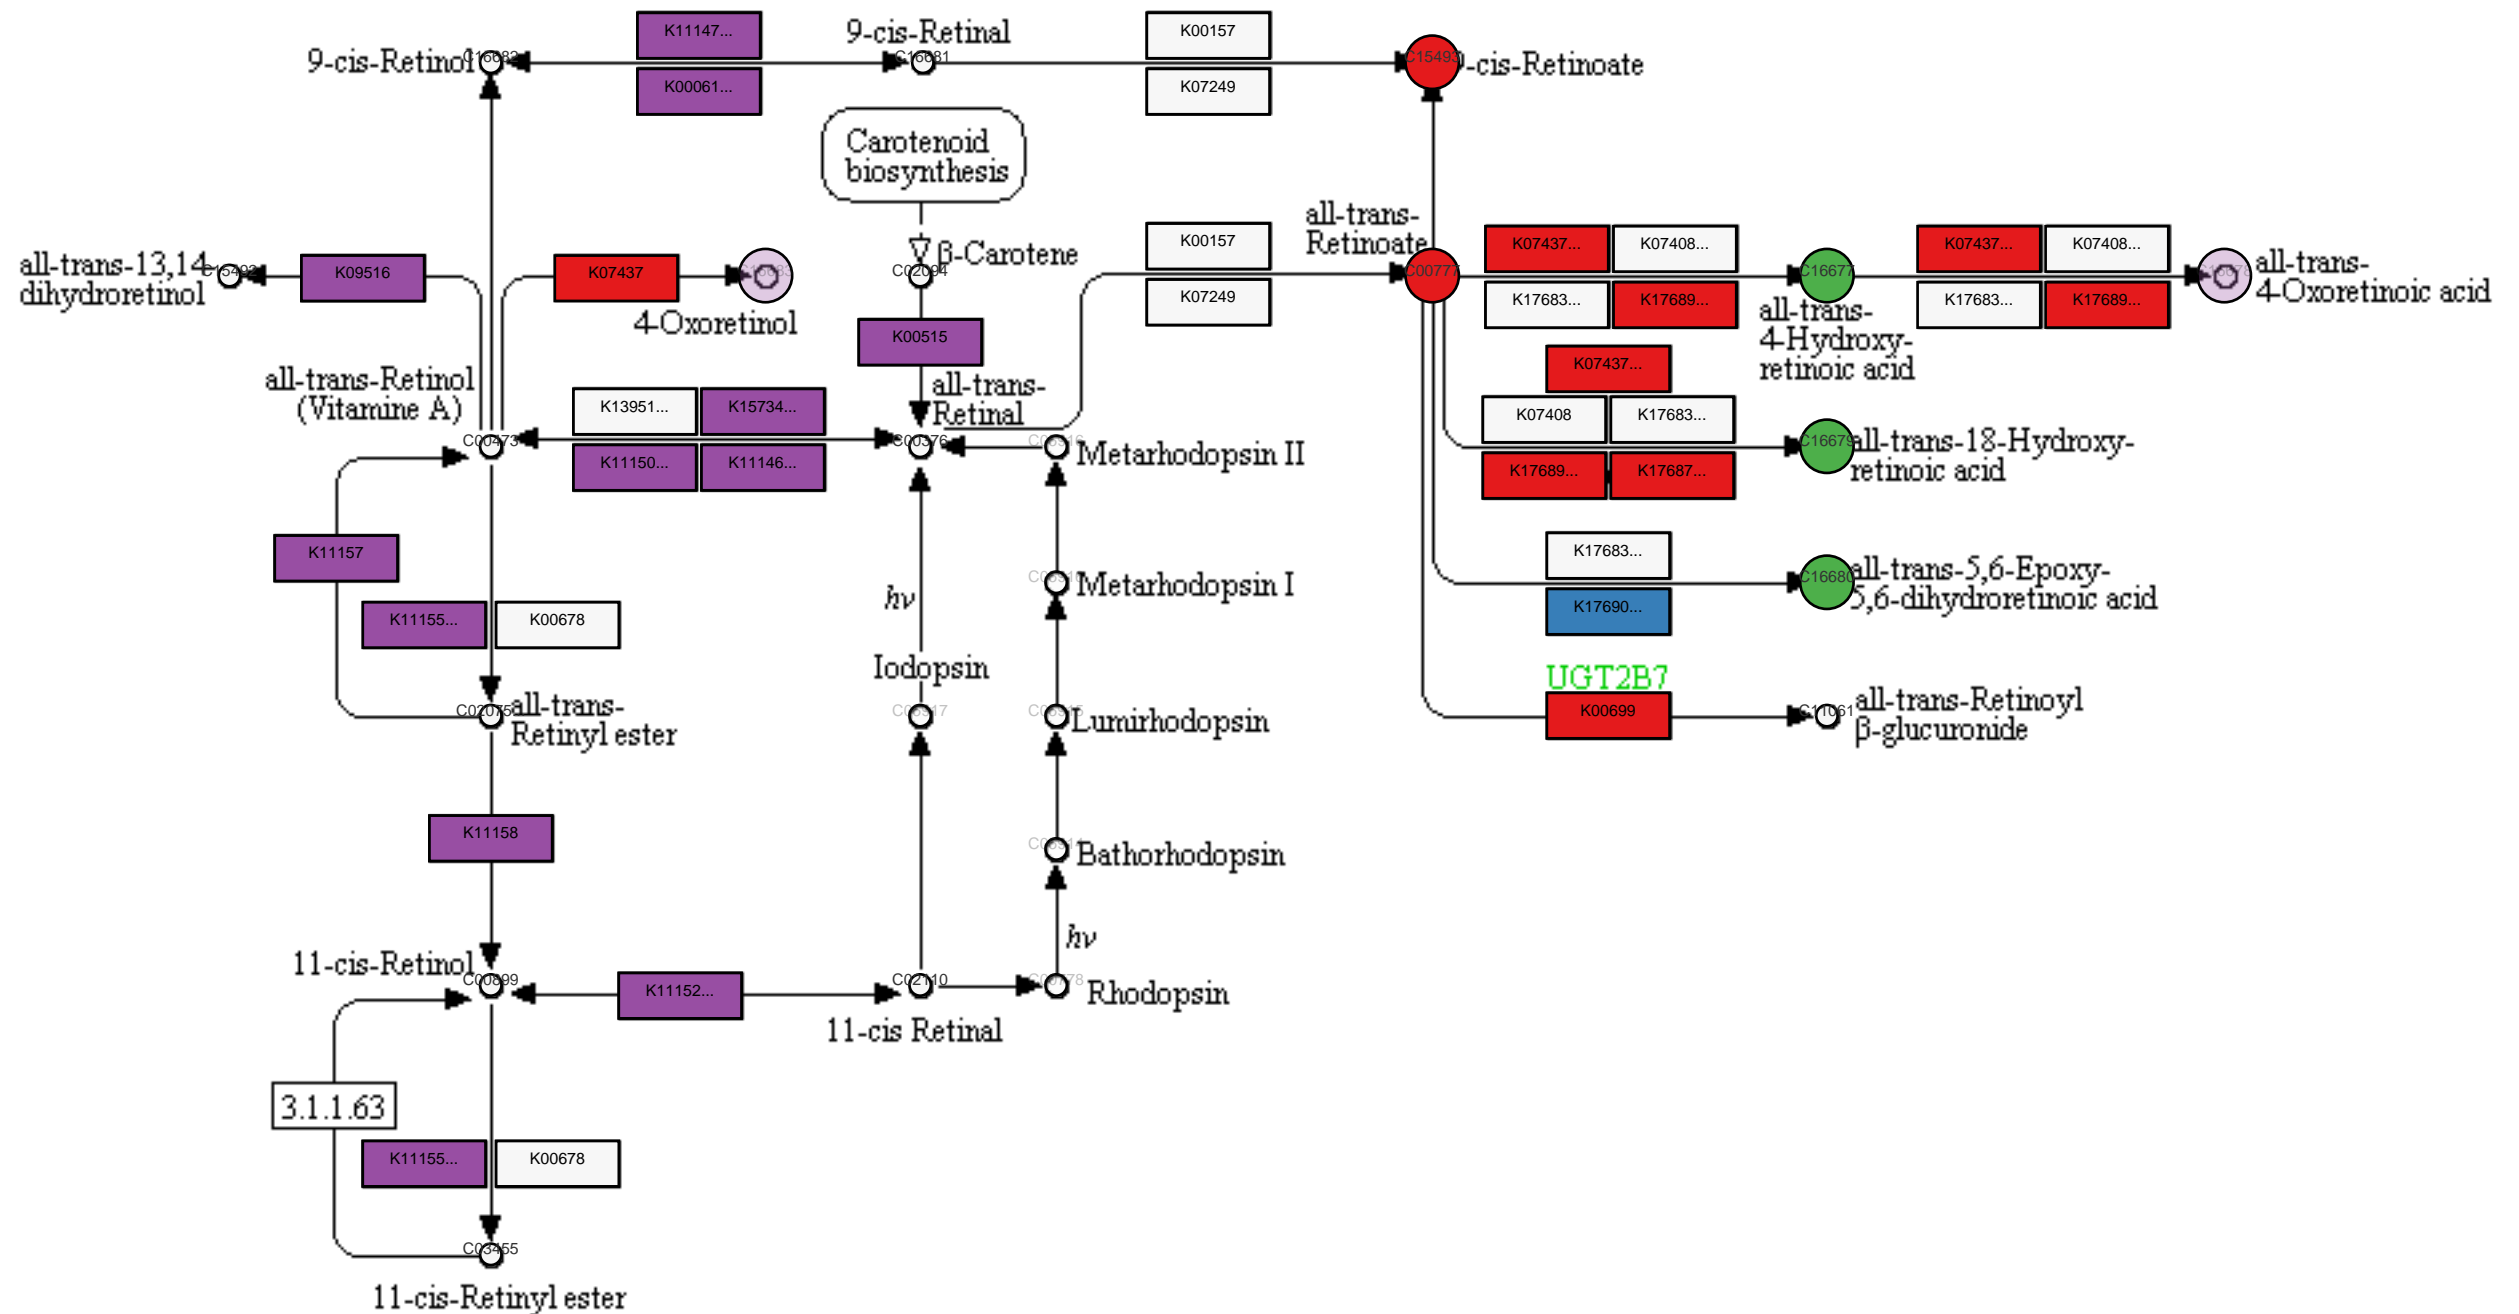 K11147...
9-cis-Retinal
K00157
9-cis-Retinol
C16682
C16681
C15493
9-cis-Retinoate
K00061...
K07249
Carotenoid
biosynthesis
all-trans-
Retinoate
K00157
K07437...
K07408...
K07437...
K07408...
all-trans-13,14-
dihydroretinol
C15492
K09516
K07437
β-Carotene
C02094
C00777
C16677
all-trans-
4-Oxoretinoic acid
K07249
K17683...
K17689...
K17683...
K17689...
4-Oxoretinol
K00515
all-trans-
4-Hydroxy-
retinoic acid
K07437...
all-trans-Retinol
(Vitamine A)
all-trans-
Retinal
K13951...
K15734...
K07408
K17683...
C00473
C00376
Metarhodopsin II
C16679
all-trans-18-Hydroxy-
retinoic acid
K11150...
K11146...
K17689...
K17687...
K11157
K17683...
hν
Metarhodopsin I
C16680
all-trans-5,6-Epoxy-
5,6-dihydroretinoic acid
K11155...
K00678
K17690...
Iodopsin
UGT2B7
C02075
all-trans-
Retinyl ester
Lumirhodopsin
K00699
C11061
all-trans-Retinoyl
β-glucuronide
K11158
Bathorhodopsin
hν
11-cis-Retinol
C00899
K11152...
C02110
Rhodopsin
11-cis Retinal
3.1.1.63
K11155...
K00678
C03455
11-cis-Retinyl ester